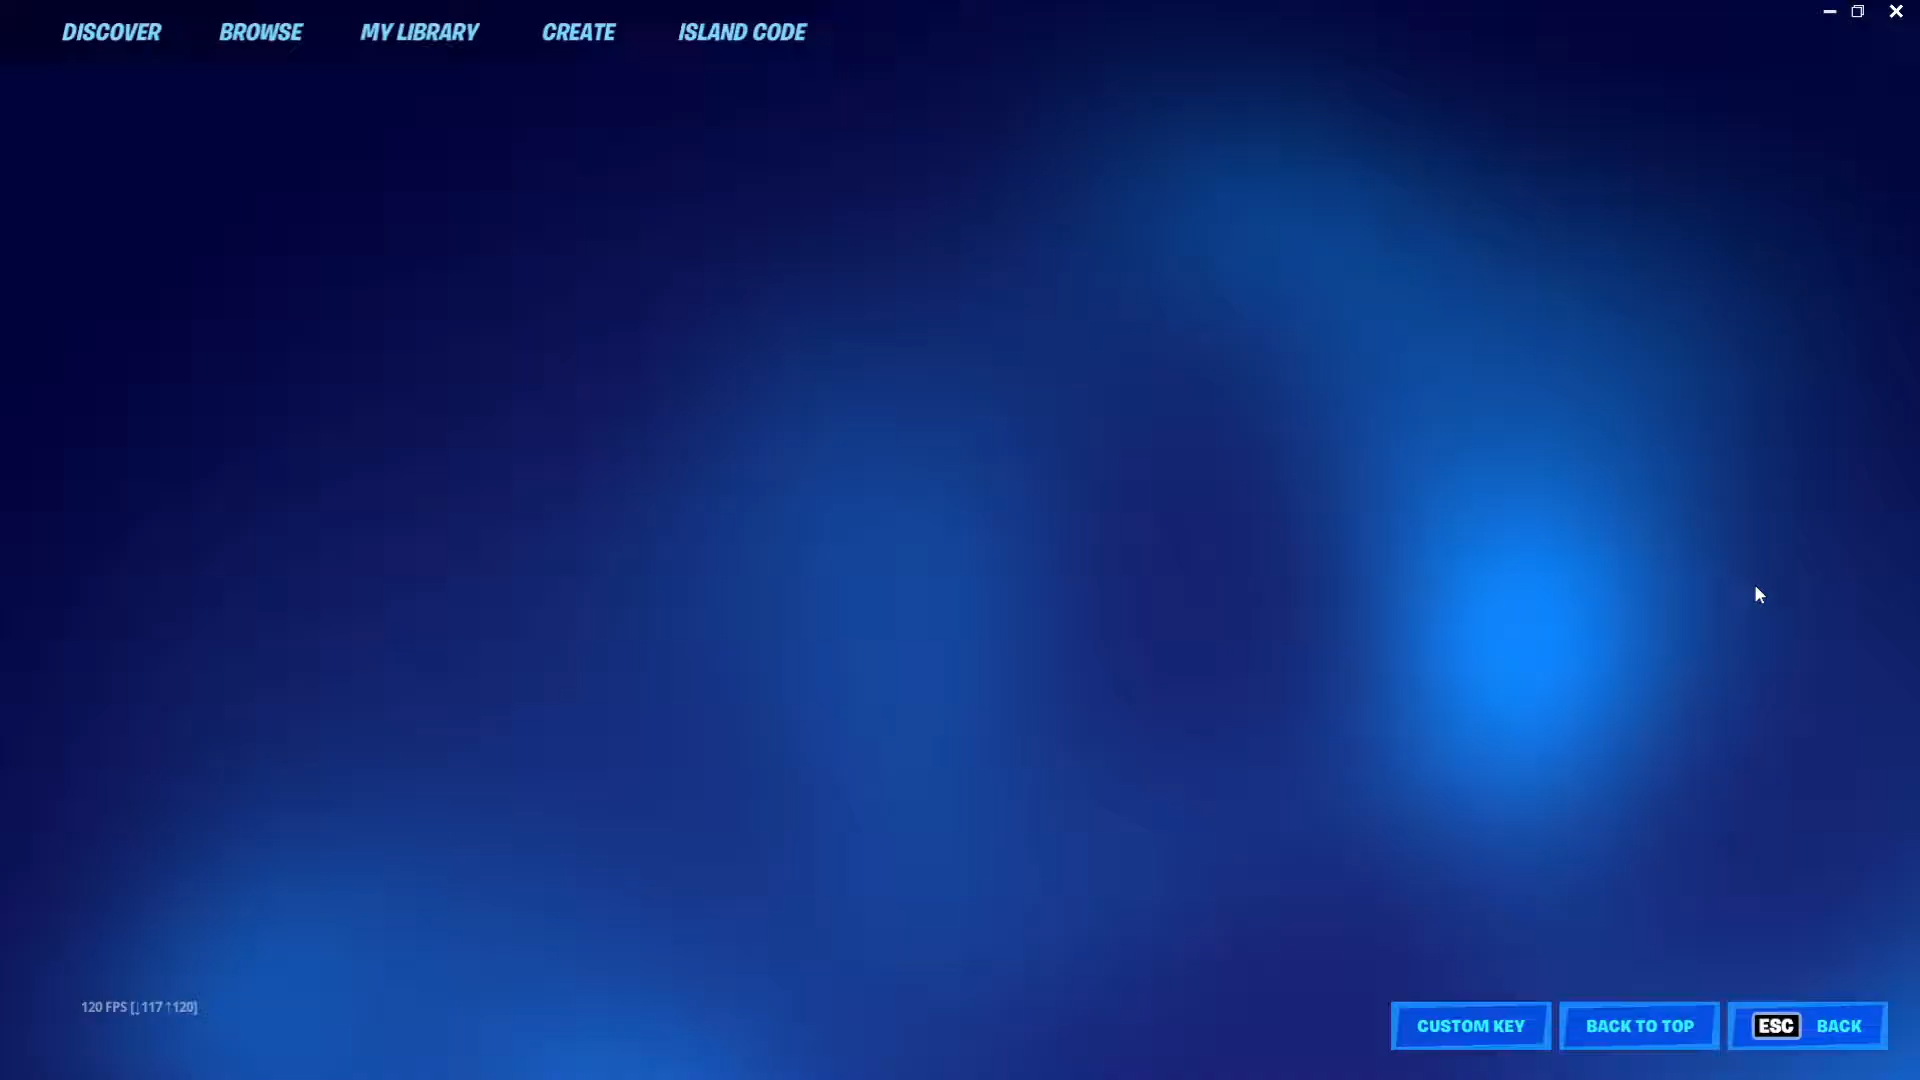 DISCOVER BROWSE MY LIBRARY CREATE ISLAND CODE
120 FPS [↓117 ↑120]
CUSTOM KEY BACK TO TOP ESC BACK